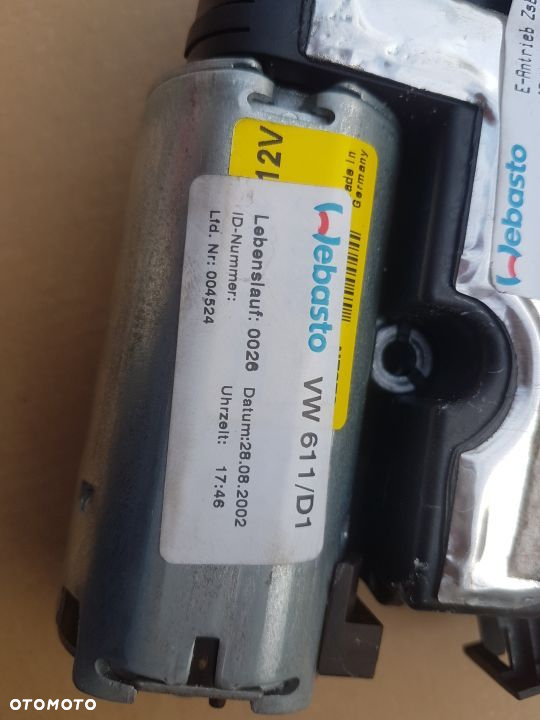 Webasto VW 611/D1
Lebenslauf: 0026 Datum:28.08.2002
ID-Nummer: Uhrzeit: 17:46
Lfd. Nr: 004524
12V
ade in
Germany
Webasto
E-Antrieb
OTOMOTO